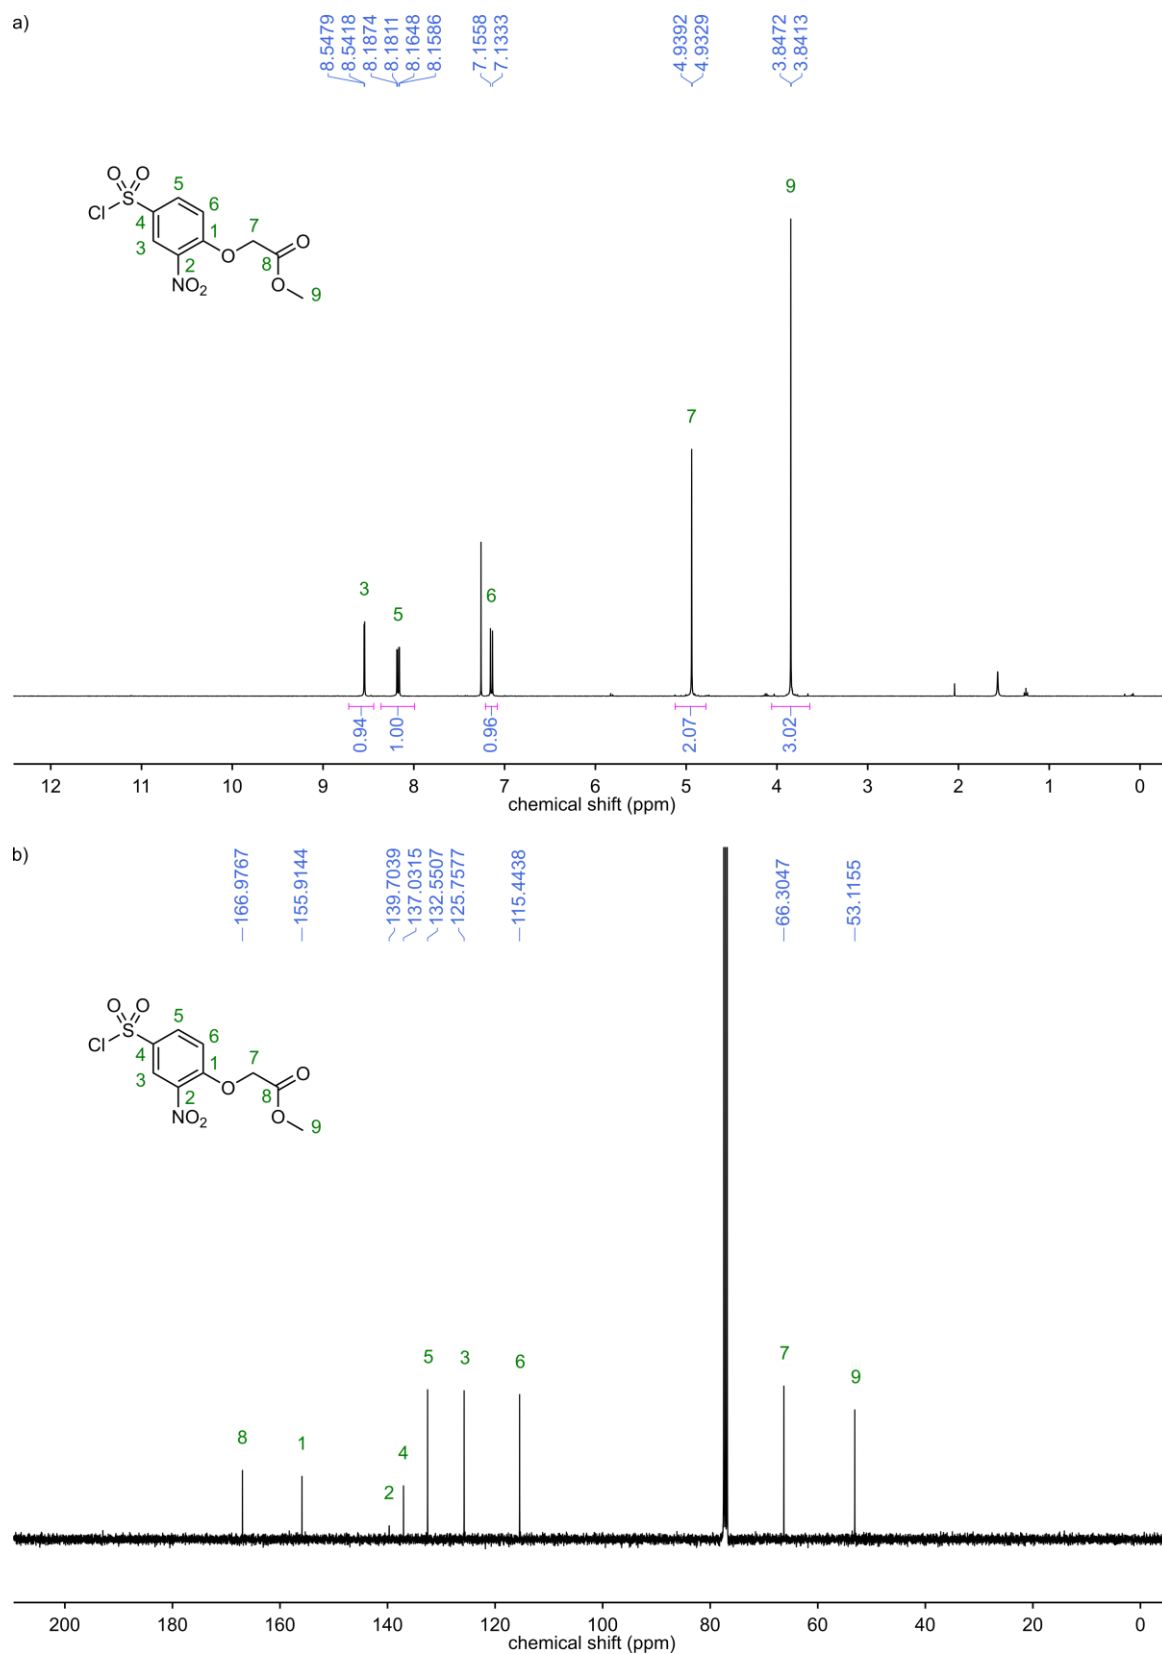 a)
8.5479
8.5418
8.1874
8.1811
8.1648
8.1586
7.1558
7.1333
4.9392
4.9329
3.8472
3.8413
O O
S
Cl
5
6
4
1
3
2
O
7
8
O
O
NO2
9
3
5
6
7
9
0.94
1.00
0.96
2.07
3.02
12 11 10 9 8 7 6 5 4 3 2 1 0
chemical shift (ppm)
b)
166.9767
155.9144
139.7039
137.0315
132.5507
125.7577
115.4438
66.3047
53.1155
O O
S
Cl
5
6
4
1
3
2
O
7
8
O
O
NO2
9
8
1
2
4
5
3
6
7
9
200 180 160 140 120 100 80 60 40 20 0
chemical shift (ppm)